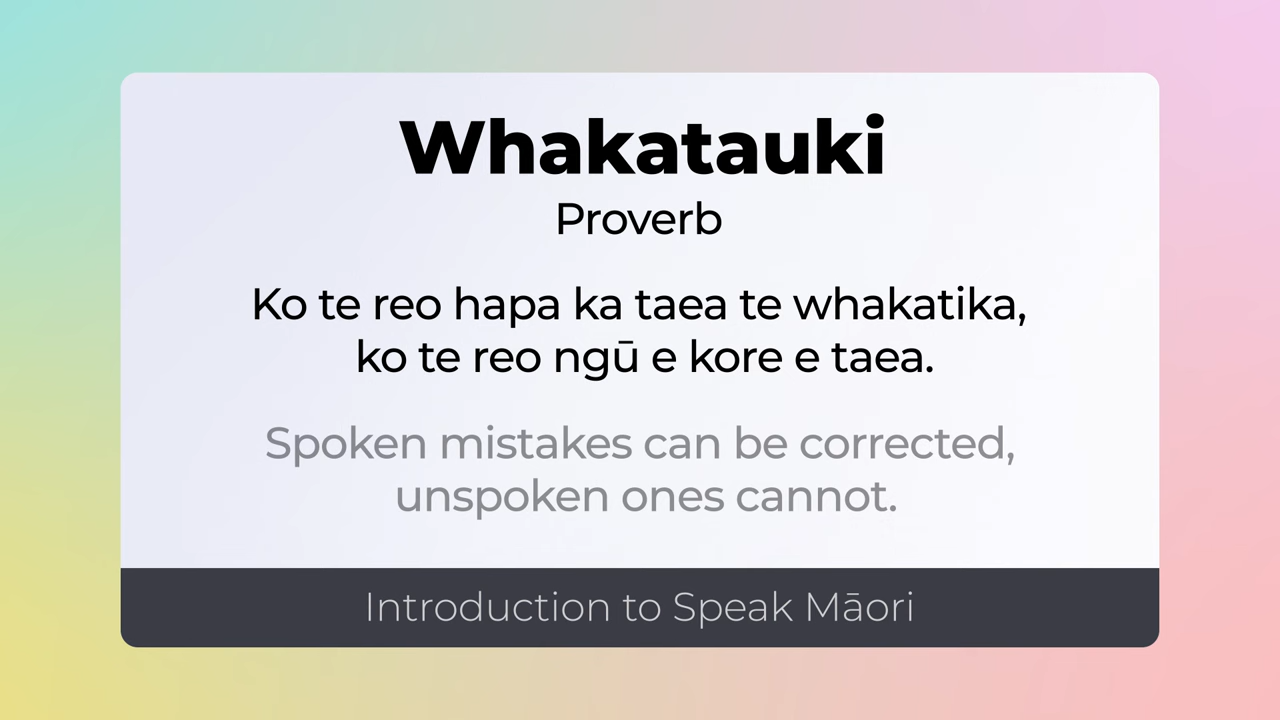 Whakatauki
Proverb
Ko te reo hapa ka taea te whakatika,
ko te reo ngū e kore e taea.
Spoken mistakes can be corrected,
unspoken ones cannot.
Introduction to Speak Māori